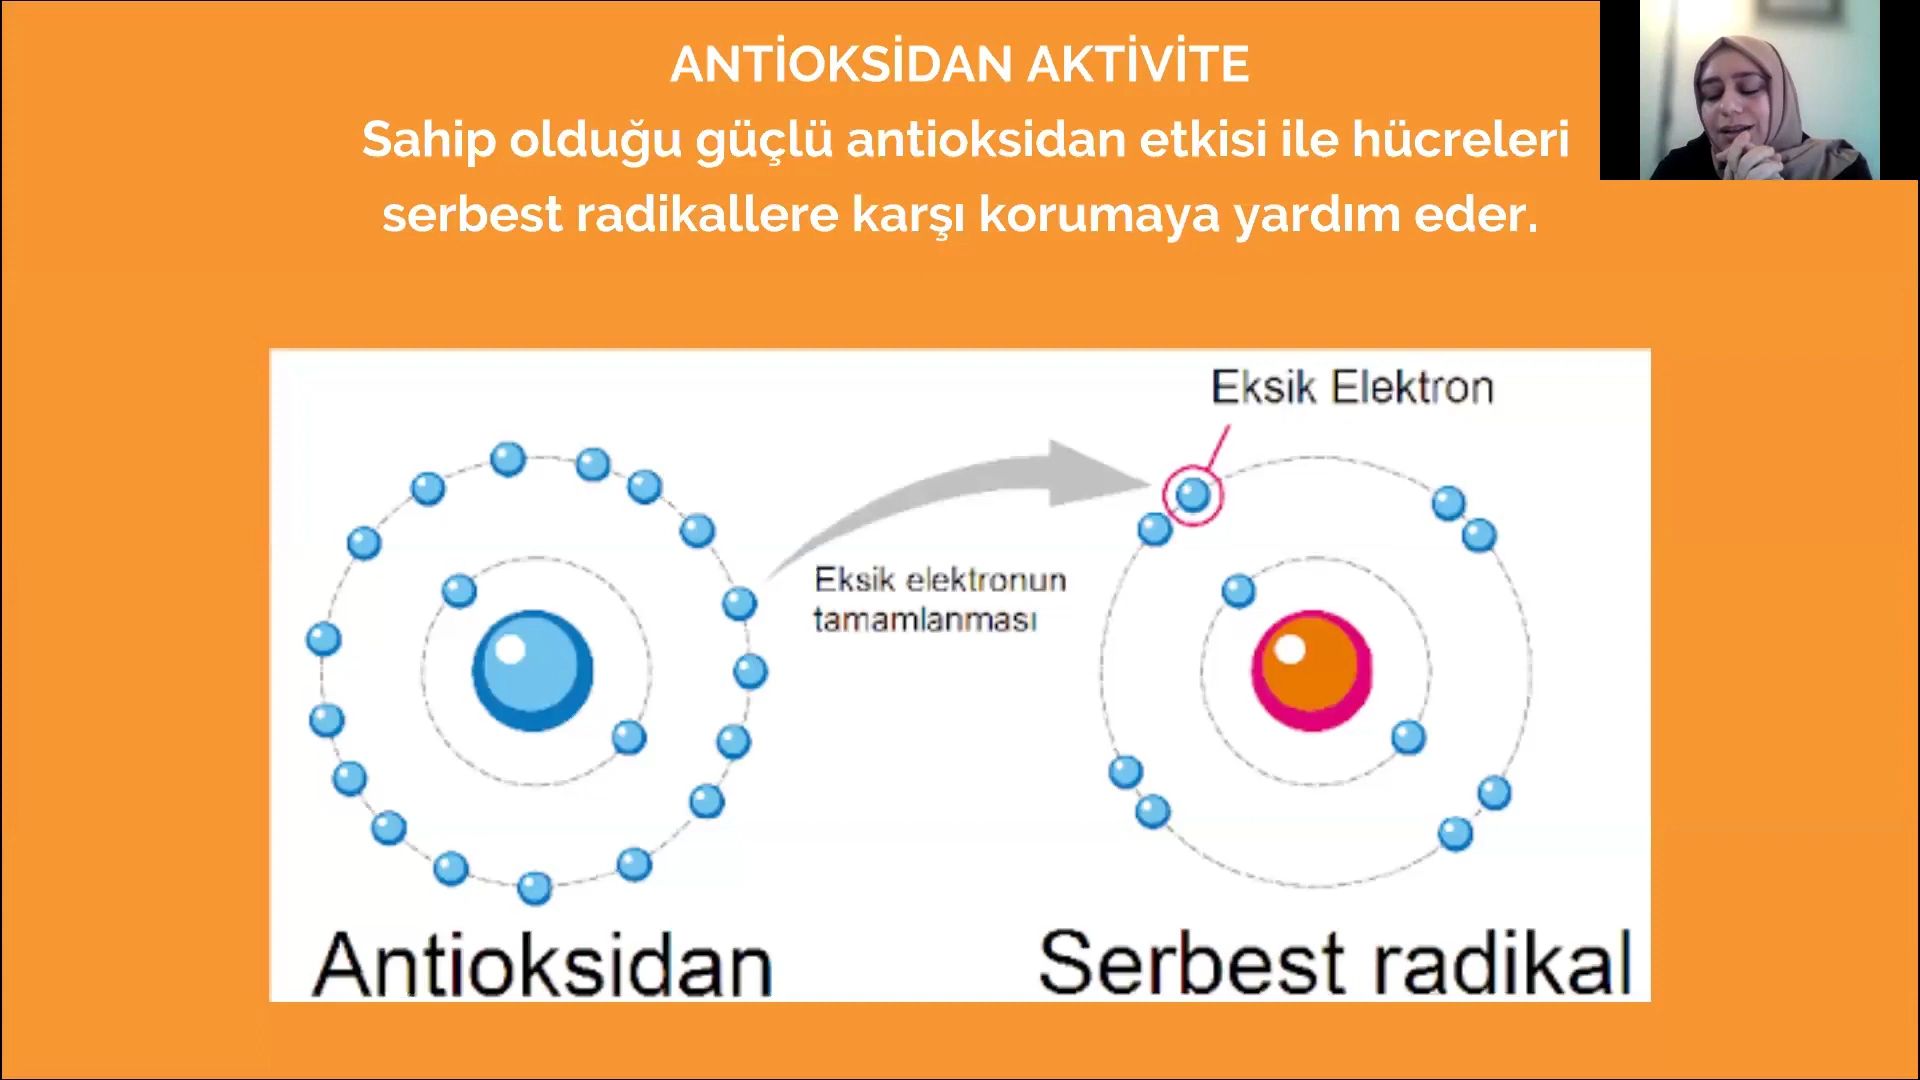 ANTİOKSİDAN AKTİVİTE
Sahip olduğu güçlü antioksidan etkisi ile hücreleri
serbest radikallere karşı korumaya yardım eder.
Eksik Elektron
Eksik elektronun
tamamlanması
Antioksidan
Serbest radikal